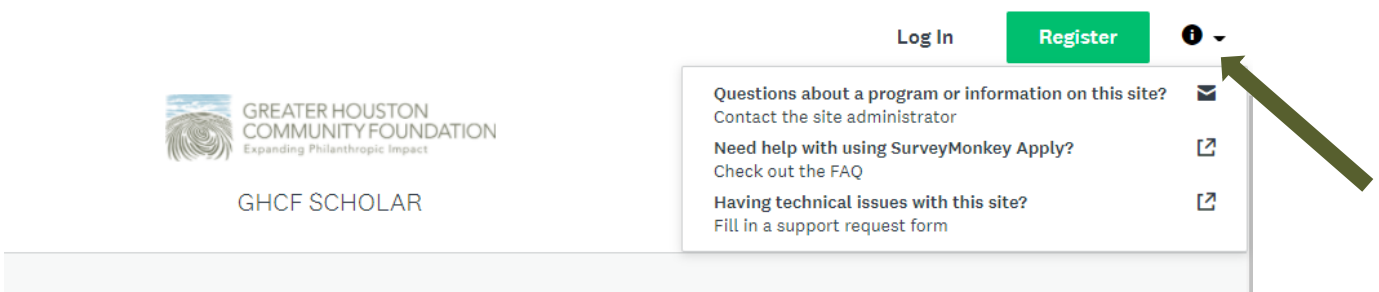 Log In
Register
GREATER HOUSTON
COMMUNITY FOUNDATION
Expanding Philanthropic Impact
GHCF SCHOLAR
Questions about a program or information on this site?
Contact the site administrator
Need help with using SurveyMonkey Apply?
Check out the FAQ
Having technical issues with this site?
Fill in a support request form